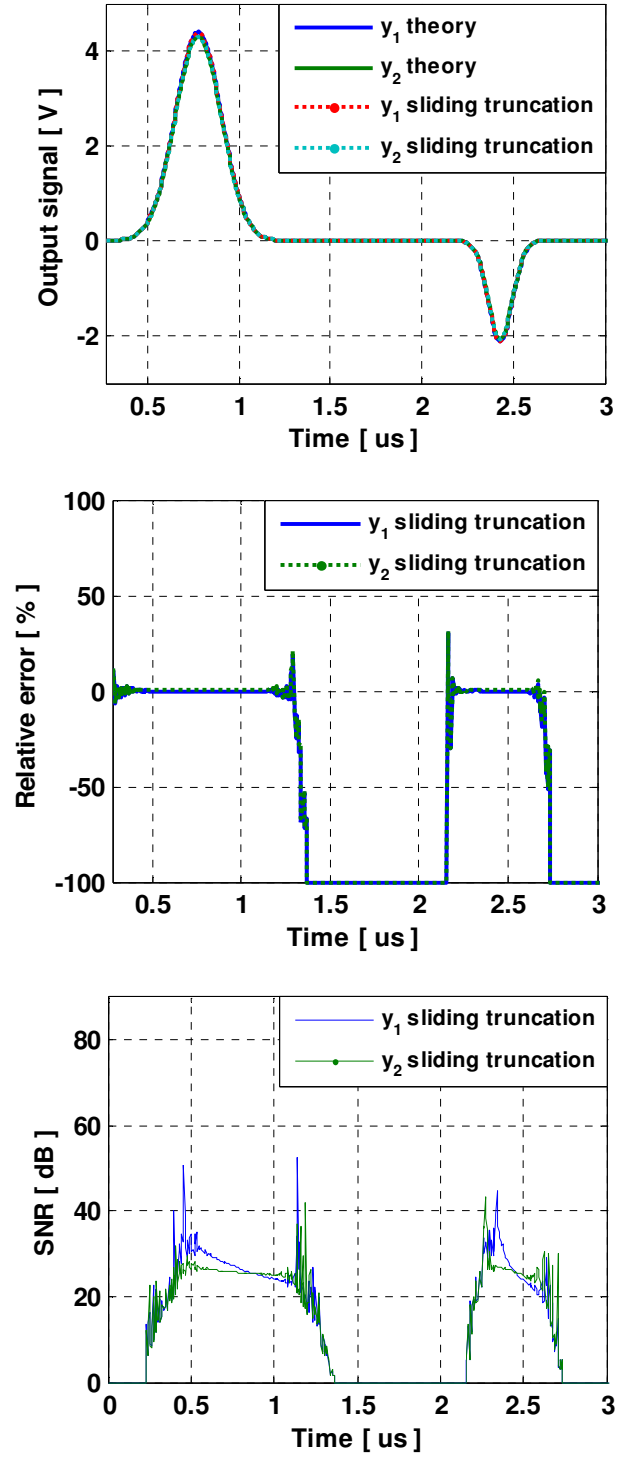 y1 theory
y2 theory
y1 sliding truncation
y2 sliding truncation
Output signal [ V ]
4
2
0
-2
0.5 1 1.5 2 2.5 3
Time [ us ]
y1 sliding truncation
y2 sliding truncation
Relative error [ % ]
100
50
0
-50
-100
0.5 1 1.5 2 2.5 3
Time [ us ]
y1 sliding truncation
y2 sliding truncation
SNR [ dB ]
80
60
40
20
0
0 0.5 1 1.5 2 2.5 3
Time [ us ]